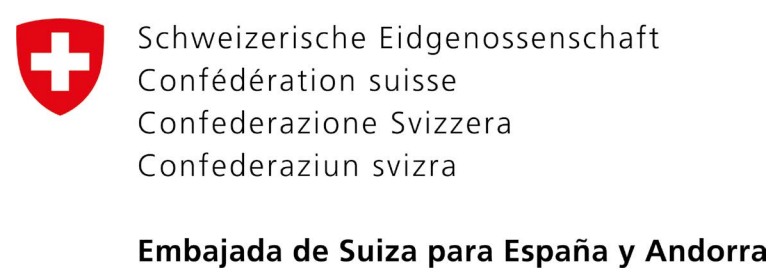 Schweizerische Eidgenossenschaft
Confédération suisse
Confederazione Svizzera
Confederaziun svizra
Embajada de Suiza para España y Andorra